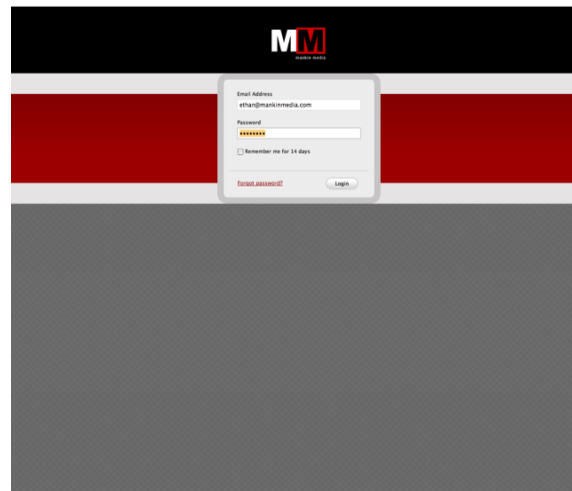 MM
mankin media
Email Address
ethan@mankinmedia.com
Password
••••••••
Remember me for 14 days
Forgot password?
Login